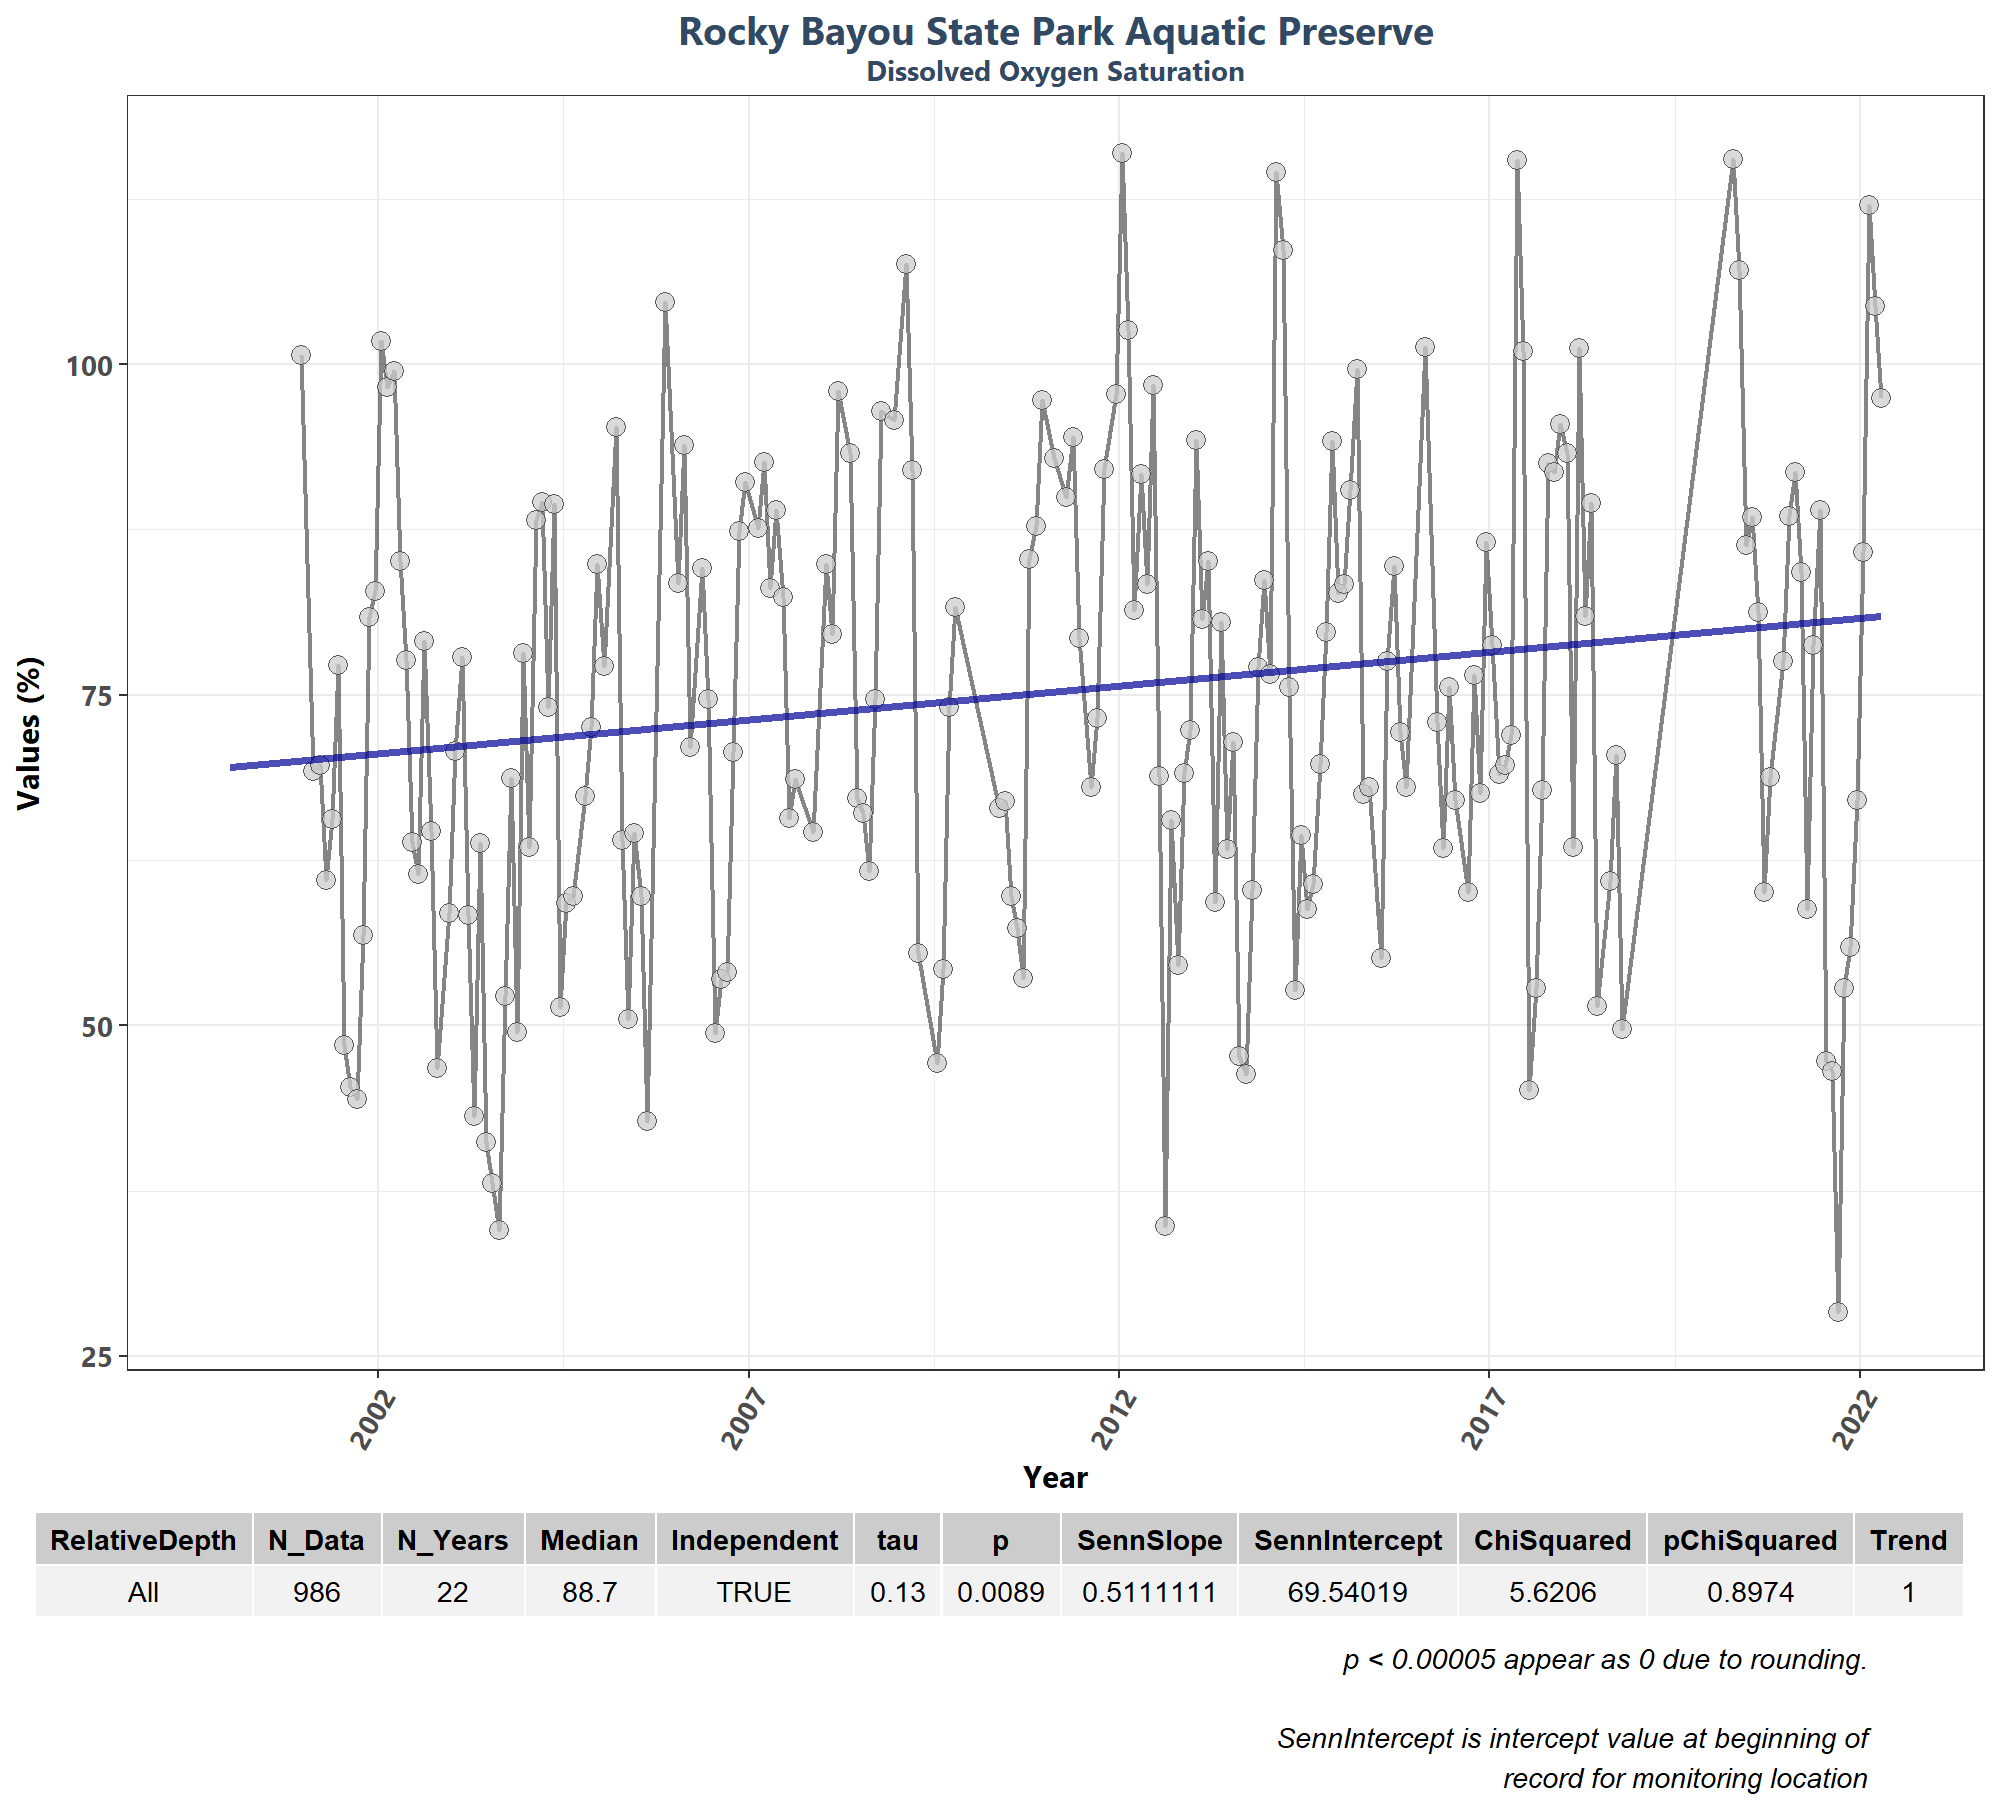 Rocky Bayou State Park Aquatic Preserve
Dissolved Oxygen Saturation
Values (%)
100
75
50
25
2002 2007 2012 2017 2022
Year
RelativeDepth N_Data N_Years Median Independent tau p SennSlope SennIntercept ChiSquared pChiSquared Trend
All 986 22 88.7 TRUE 0.13 0.0089 0.5111111 69.54019 5.6206 0.8974 1
p < 0.00005 appear as 0 due to rounding.
SennIntercept is intercept value at beginning of
record for monitoring location